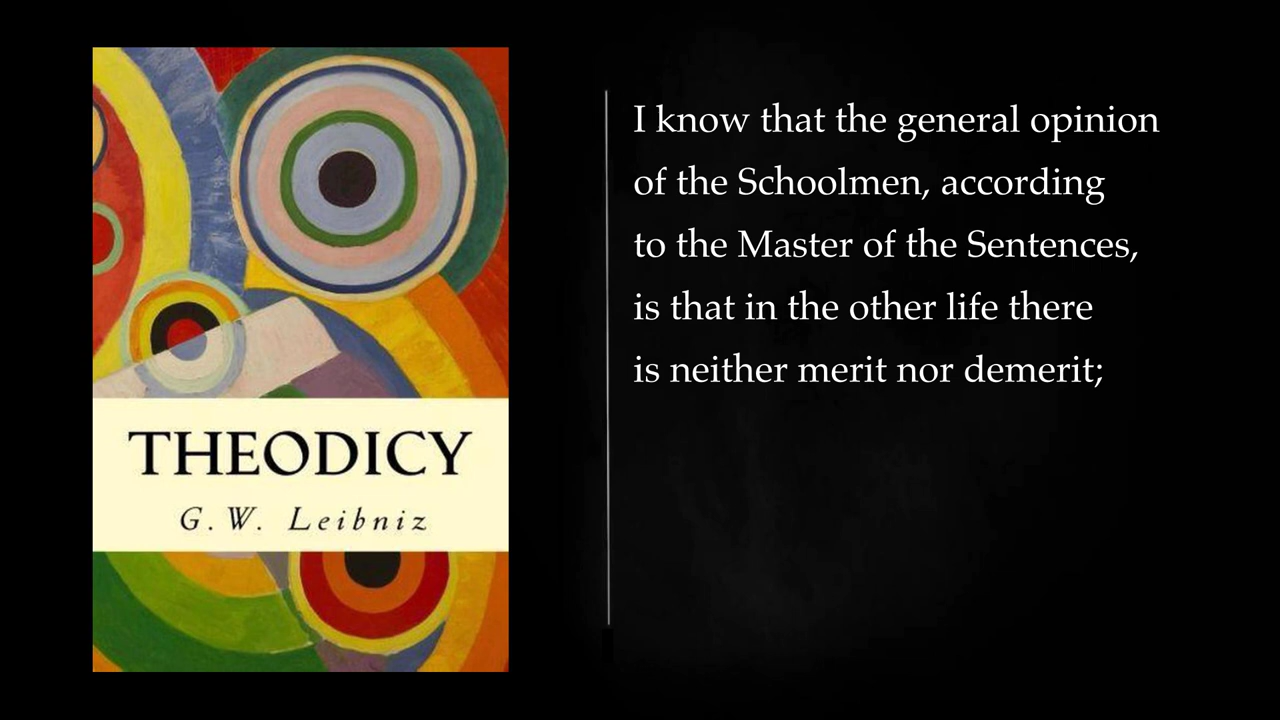 THEODICY
G. W. Leibniz
I know that the general opinion
of the Schoolmen, according
to the Master of the Sentences,
is that in the other life there
is neither merit nor demerit;